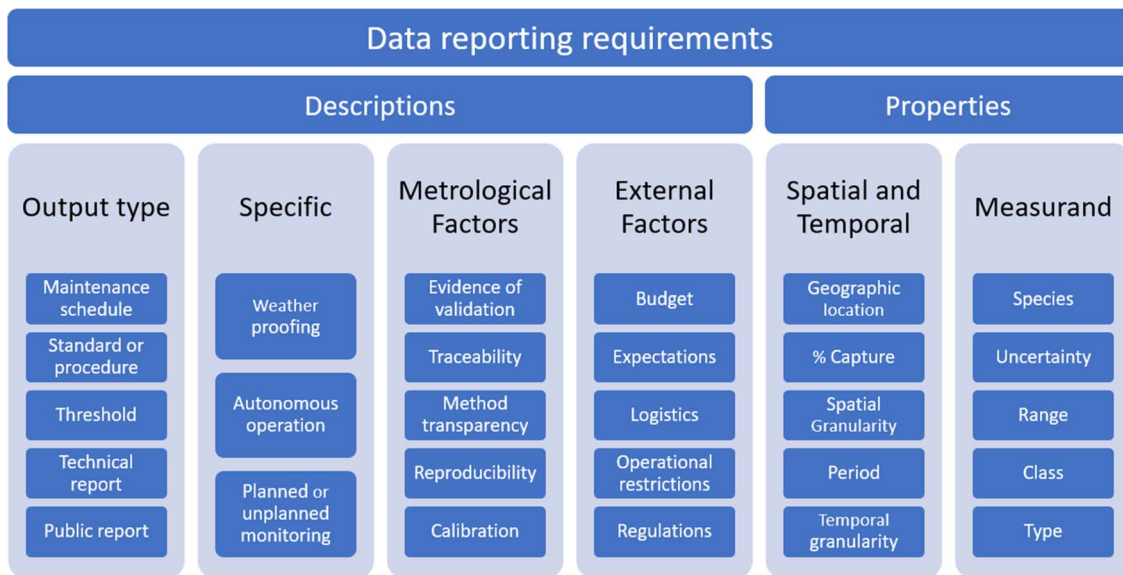 Data reporting requirements
Descriptions
Properties
Output type
Maintenance
schedule
Standard or
procedure
Threshold
Technical
report
Public report
Specific
Weather
proofing
Autonomous
operation
Planned or
unplanned
monitoring
Metrological
Factors
Evidence of
validation
Traceability
Method
transparency
Reproducibility
Calibration
External
Factors
Budget
Expectations
Logistics
Operational
restrictions
Regulations
Spatial and
Temporal
Geographic
location
% Capture
Spatial
Granularity
Period
Temporal
granularity
Measurand
Species
Uncertainty
Range
Class
Type